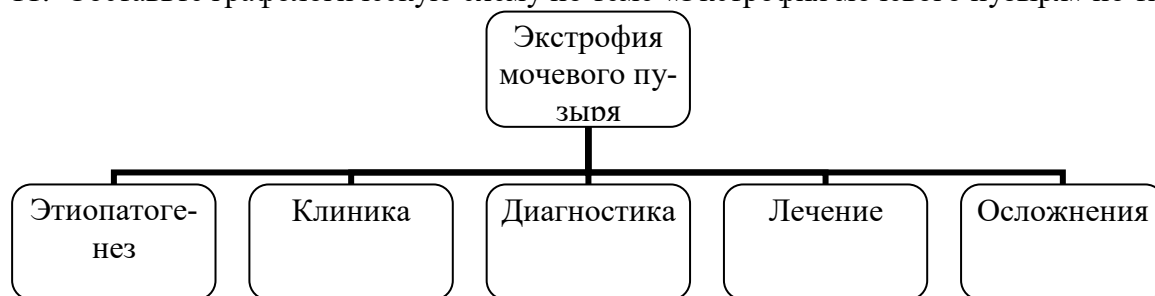 Экстрофия
мочевого пу-
зыря
Этиопатоге-
нез
Клиника
Диагностика
Лечение
Осложнения